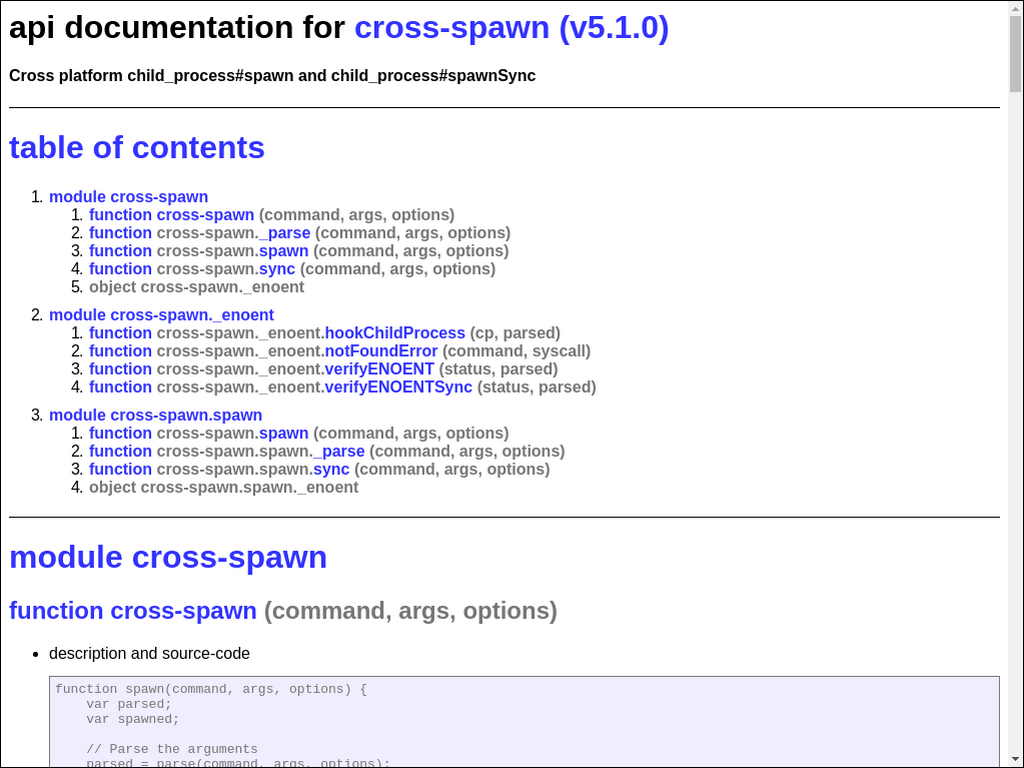 api documentation for cross-spawn (v5.1.0)
Cross platform child_process#spawn and child_process#spawnSync
table of contents
1. module cross-spawn
1. function cross-spawn (command, args, options)
2. function cross-spawn._parse (command, args, options)
3. function cross-spawn.spawn (command, args, options)
4. function cross-spawn.sync (command, args, options)
5. object cross-spawn._enoent
2. module cross-spawn._enoent
1. function cross-spawn._enoent.hookChildProcess (cp, parsed)
2. function cross-spawn._enoent.notFoundError (command, syscall)
3. function cross-spawn._enoent.verifyENOENT (status, parsed)
4. function cross-spawn._enoent.verifyENOENTSync (status, parsed)
3. module cross-spawn.spawn
1. function cross-spawn.spawn (command, args, options)
2. function cross-spawn.spawn._parse (command, args, options)
3. function cross-spawn.spawn.sync (command, args, options)
4. object cross-spawn.spawn._enoent
module cross-spawn
function cross-spawn (command, args, options)
• description and source-code
function spawn(command, args, options) {
    var parsed;
    var spawned;
    // Parse the arguments
    parsed = parse(command, args, options);